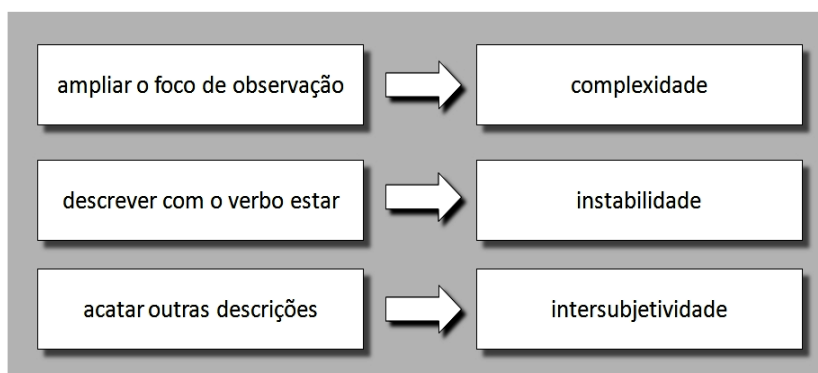 ampliar o foco de observação
complexidade
descrever com o verbo estar
instabilidade
acatar outras descrições
intersubjetividade